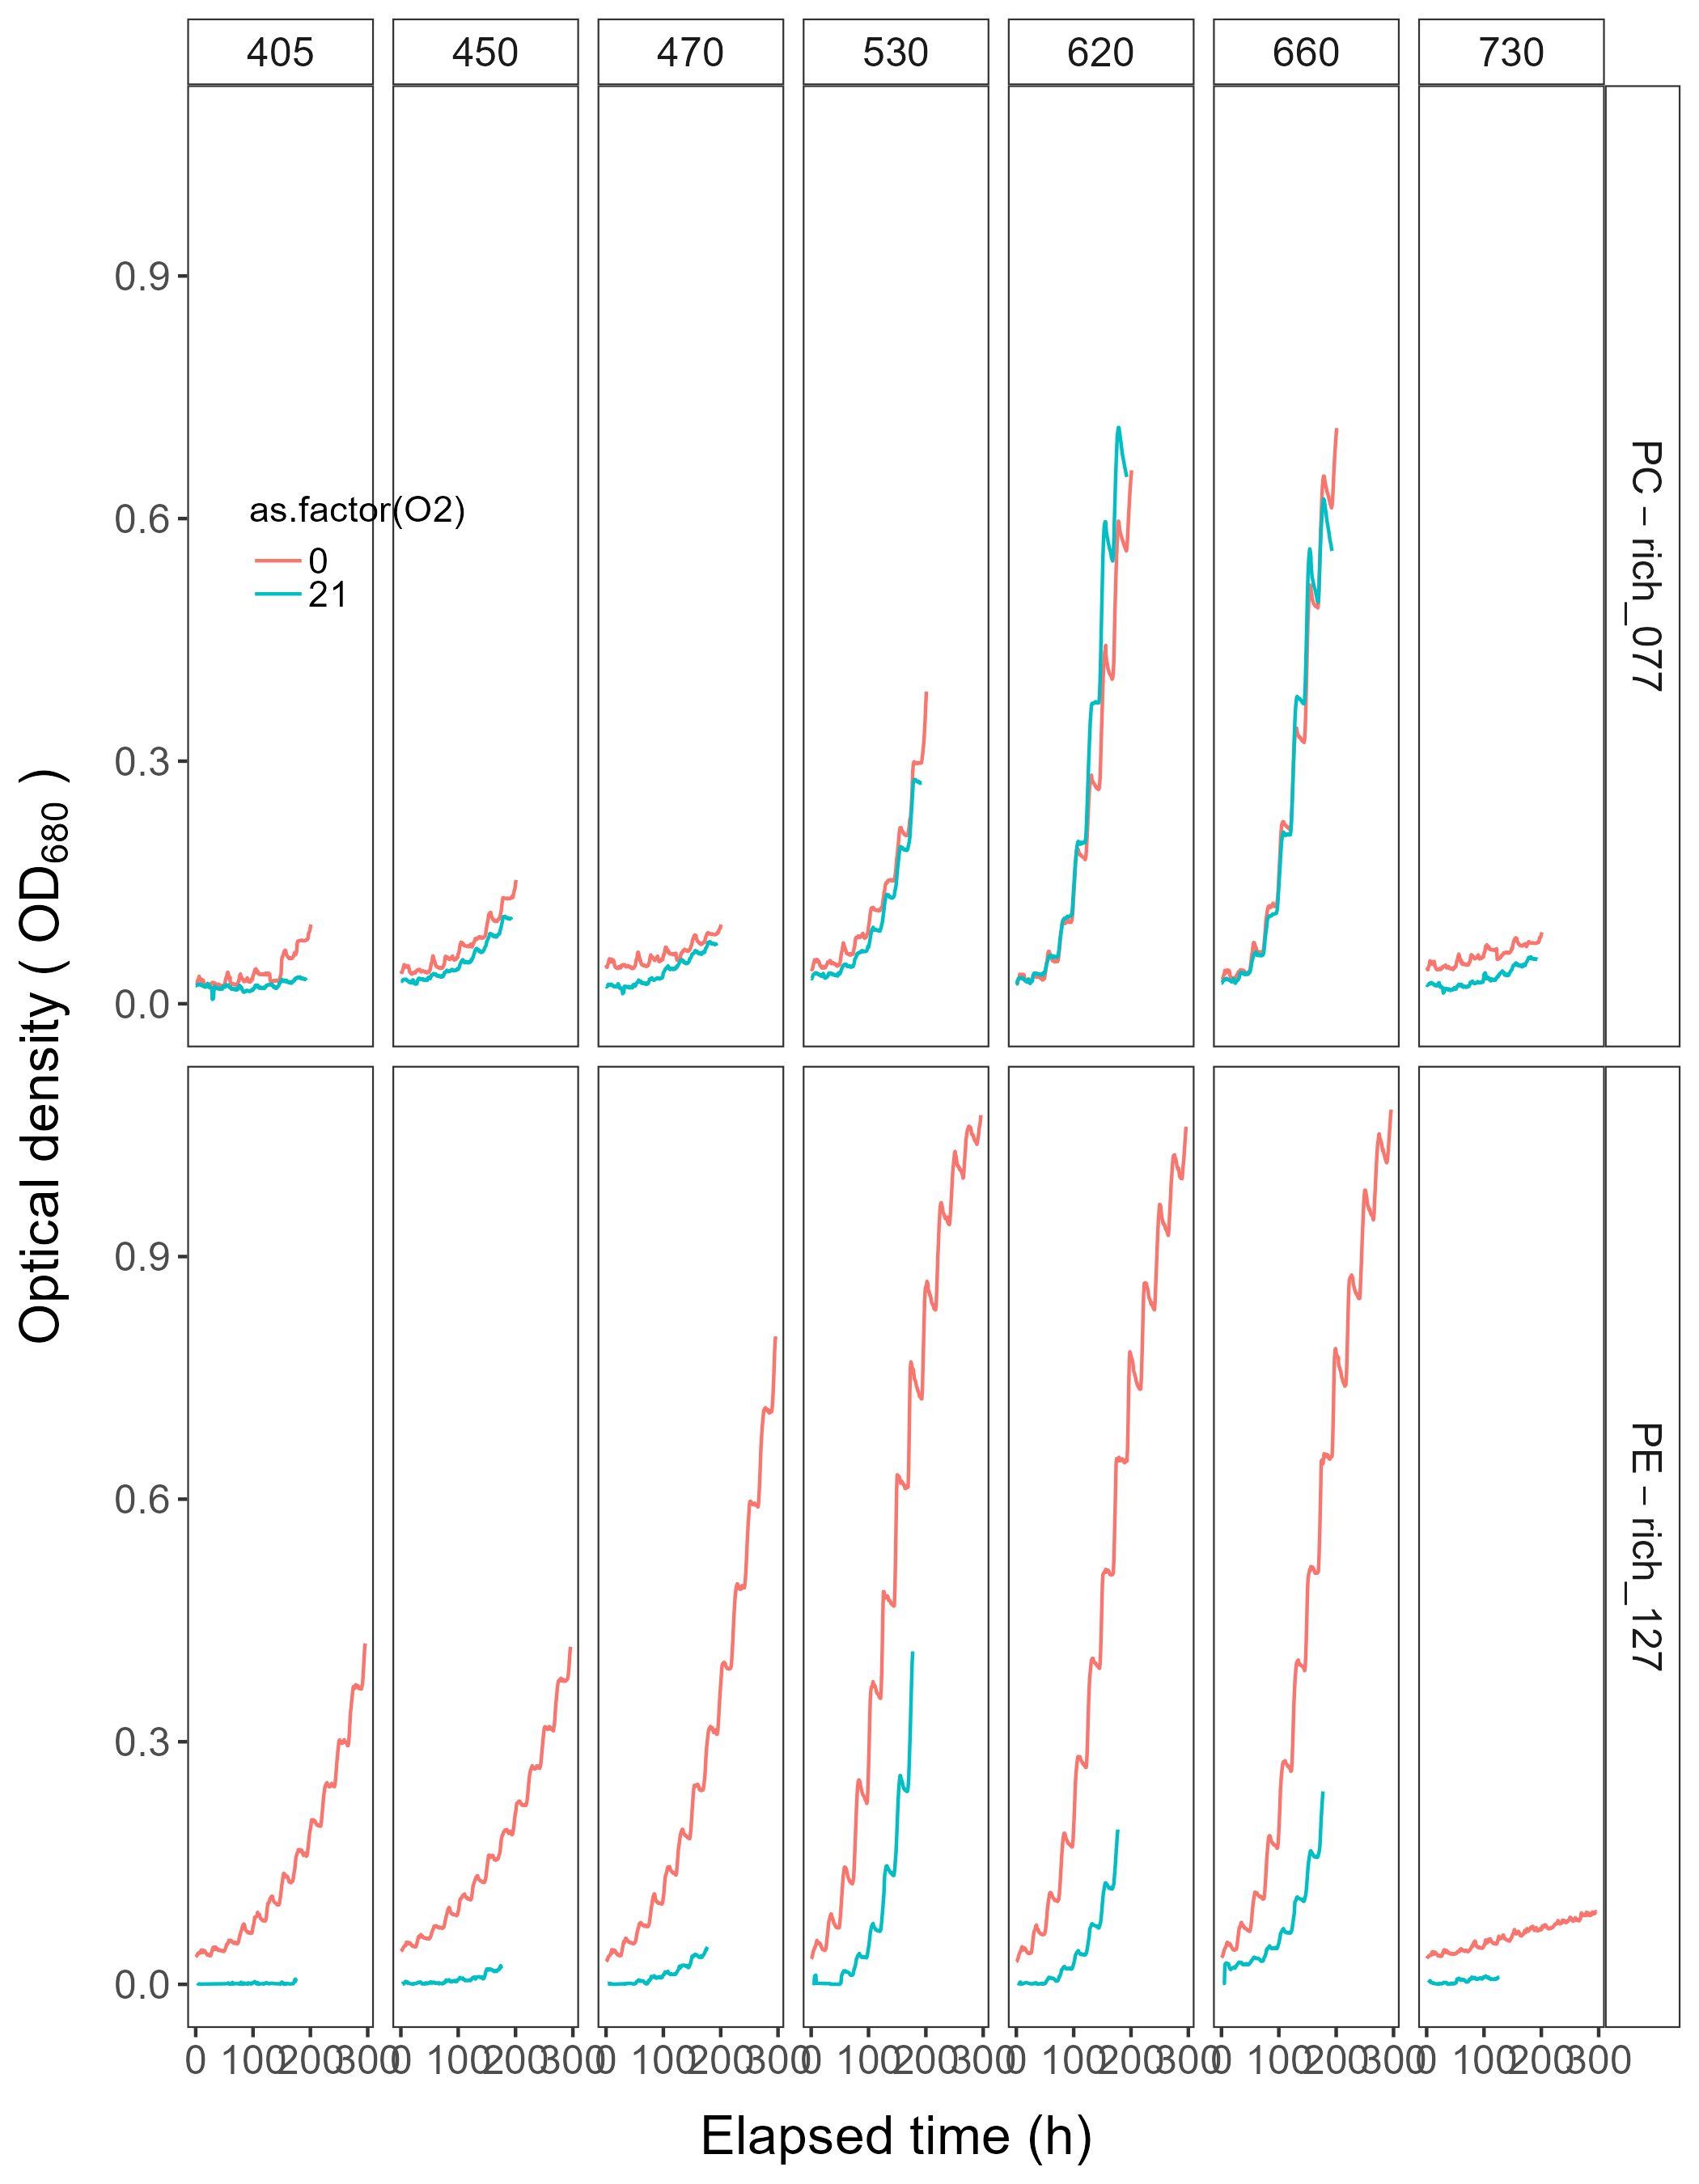 405 450 470 530 620 660 730
0.9
0.6
0.3
0.0
as.factor(O2)
0
21
PC − rich_077
0.9
0.6
0.3
0.0
PE − rich_127
Optical density ( OD680 )
0 100 200 300 0 100 200 300 0 100 200 300 0 100 200 300 0 100 200 300 0 100 200 300 0 100 200 300
Elapsed time (h)